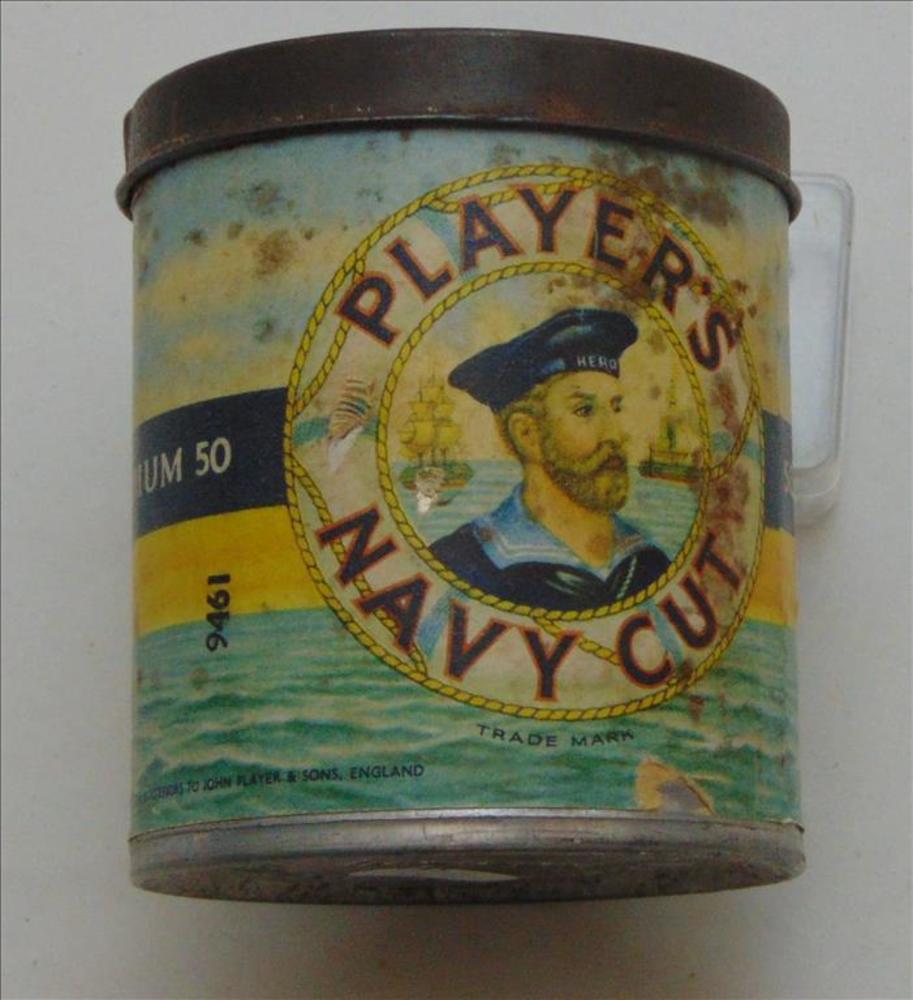 PLAYER'S
HERO
IUM 50
NAVY CUT
9461
TRADE MARK
TO JOHN PLAYER & SONS, ENGLAND